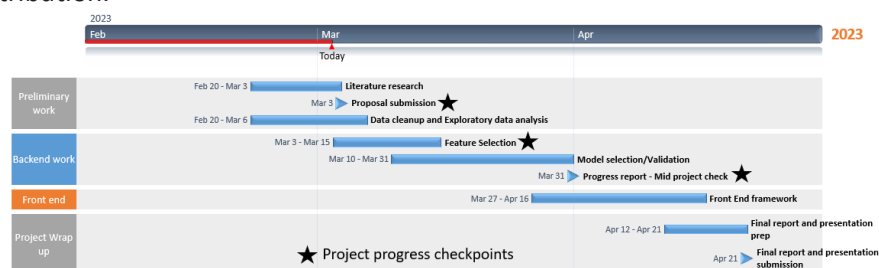 2023
Feb
Mar
Apr
2023
Today
Preliminary
work
Feb 20 - Mar 3
Literature research
Mar 3
Proposal submission
Feb 20 - Mar 6
Data cleanup and Exploratory data analysis
Backend work
Mar 3 - Mar 15
Feature Selection
Mar 10 - Mar 31
Model selection/Validation
Mar 31
Progress report - Mid project check
Front end
Mar 27 - Apr 16
Front End framework
Project Wrap
up
Apr 12 - Apr 21
Final report and presentation
prep
Apr 21
Final report and presentation
submission
Project progress checkpoints